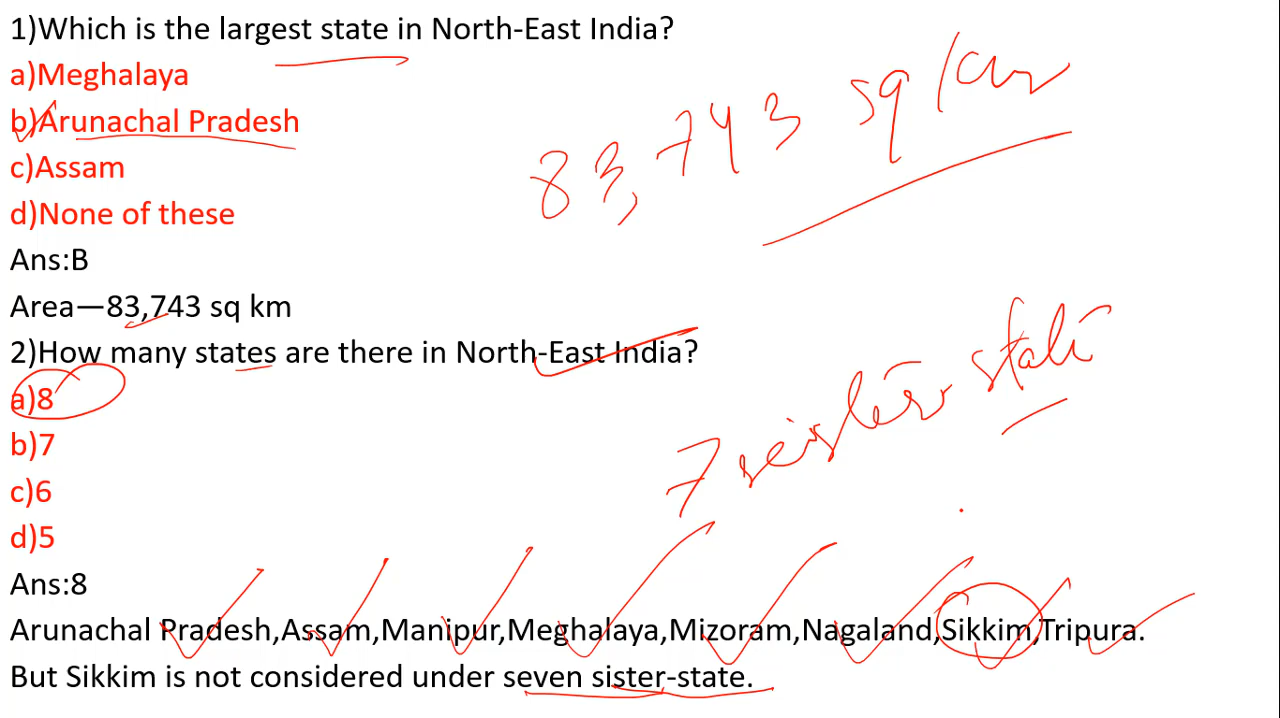 1)Which is the largest state in North-East India?
a)Meghalaya
b)Arunachal Pradesh
c)Assam
d)None of these
Ans:B
Area—83,743 sq km
83,743 sq km
2)How many states are there in North-East India?
a)8
b)7
c)6
d)5
7 seister state
Ans:8
Arunachal Pradesh,Assam,Manipur,Meghalaya,Mizoram,Nagaland,Sikkim,Tripura.
But Sikkim is not considered under seven sister-state.